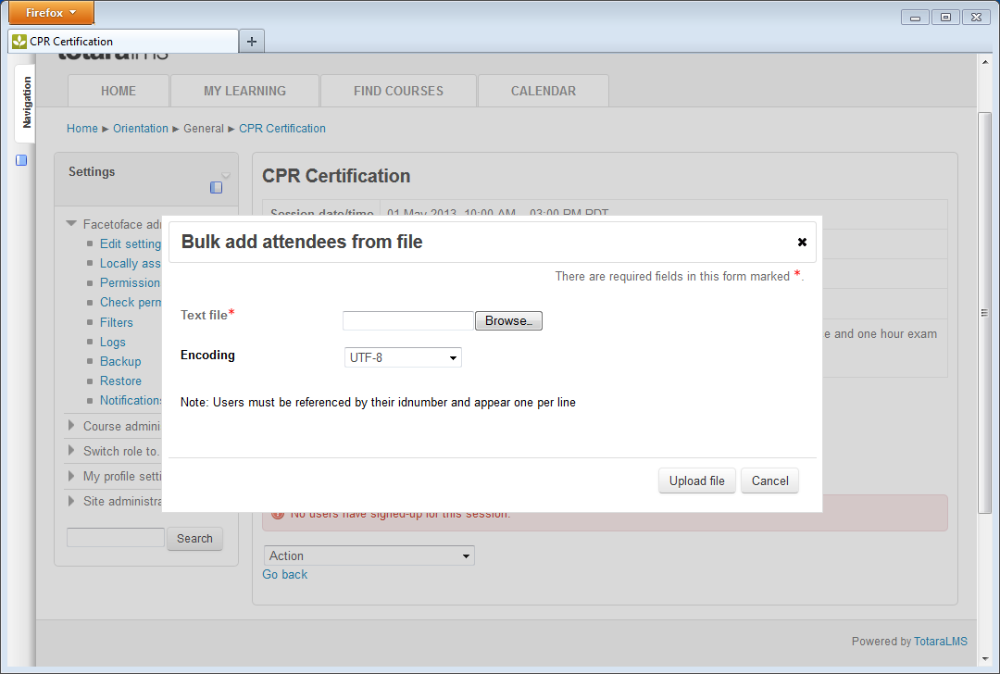 Firefox
CPR Certification
Navigation
totaralms
HOME
MY LEARNING
FIND COURSES
CALENDAR
Home ► Orientation ► General ► CPR Certification
Settings
Facetoface adm
Edit setting
Locally ass
Permission
Check perm
Filters
Logs
Backup
Restore
Notifications
Course admini
Switch role to.
My profile setti
Site administra
Search
CPR Certification
Session date/time
01 May 2013, 10:00 AM - 03:00 PM PDT
e and one hour exam
Bulk add attendees from file
There are required fields in this form marked *.
Text file*
Browse...
Encoding
UTF-8
Note: Users must be referenced by their idnumber and appear one per line
Upload file
Cancel
No users have signed-up for this session.
Action
Go back
Powered by TotaraLMS